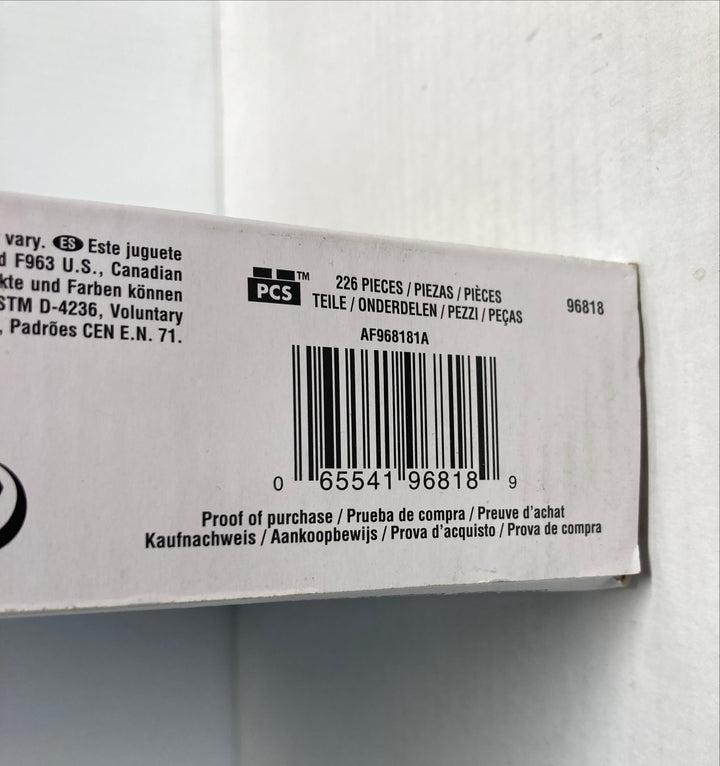 vary. ES Este juguete
d F963 U.S., Canadian
kte und Farben können
STM D-4236, Voluntary
, Padrões CEN E.N. 71.
PCS TM
226 PIECES / PIEZAS / PIÈCES
TEILE / ONDERDELEN / PEZZI / PEÇAS
96818
AF968181A
0 65541 96818 9
Proof of purchase / Prueba de compra / Preuve d'achat
Kaufnachweis / Aankoopbewijs / Prova d'acquisto / Prova de compra